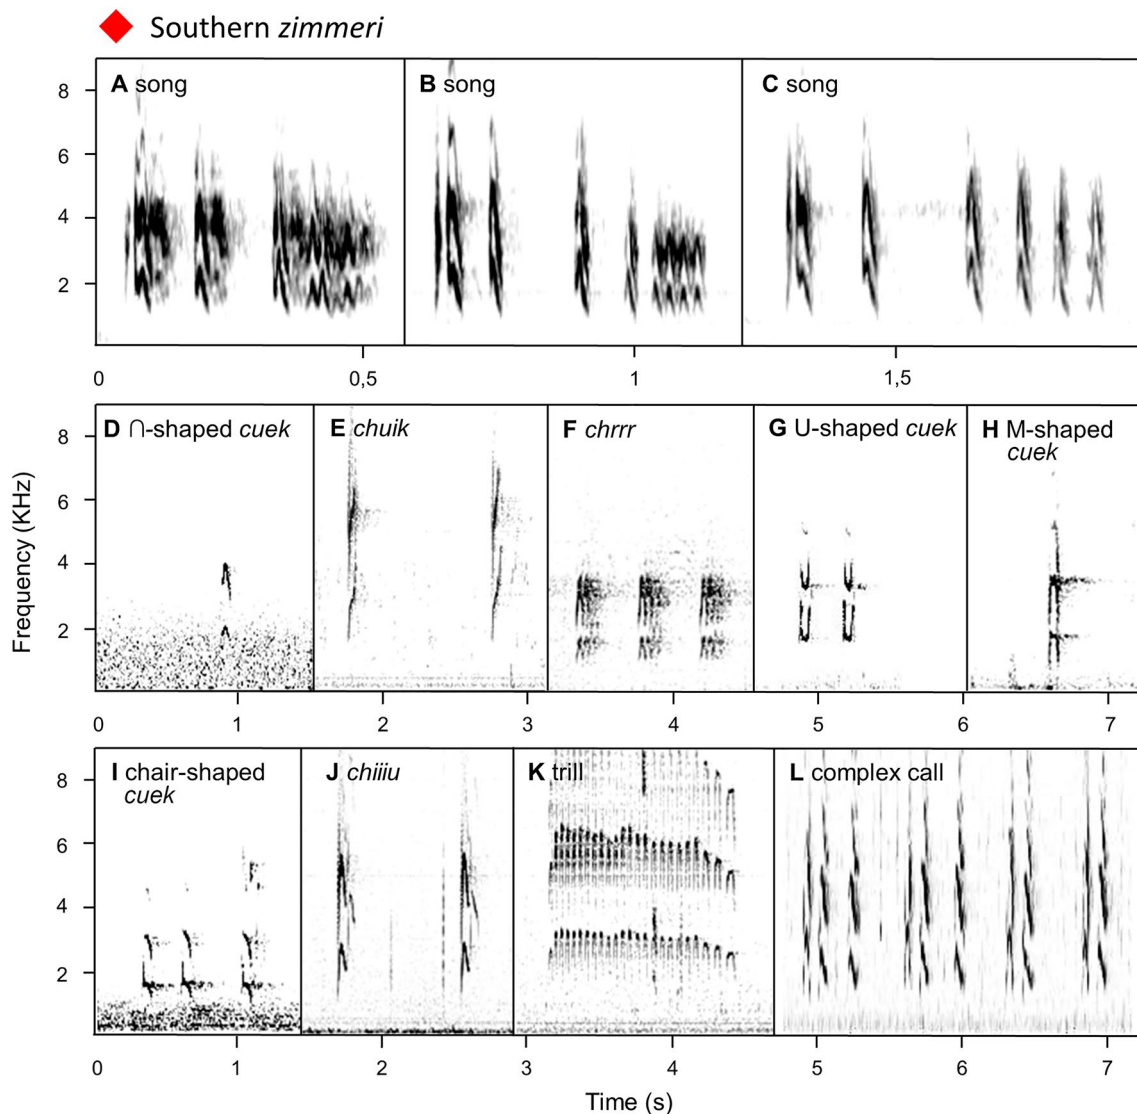 Southern zimmeri
A song
B song
C song
8
6
4
2
0
0,5
1
1,5
D ∩-shaped cuek
E chuik
F chrrr
G U-shaped cuek
H M-shaped
cuek
8
6
4
2
Frequency (KHz)
0
1
2
3
4
5
6
7
I chair-shaped
cuek
J chiiiu
K trill
L complex call
8
6
4
2
0
1
2
3
4
5
6
7
Time (s)